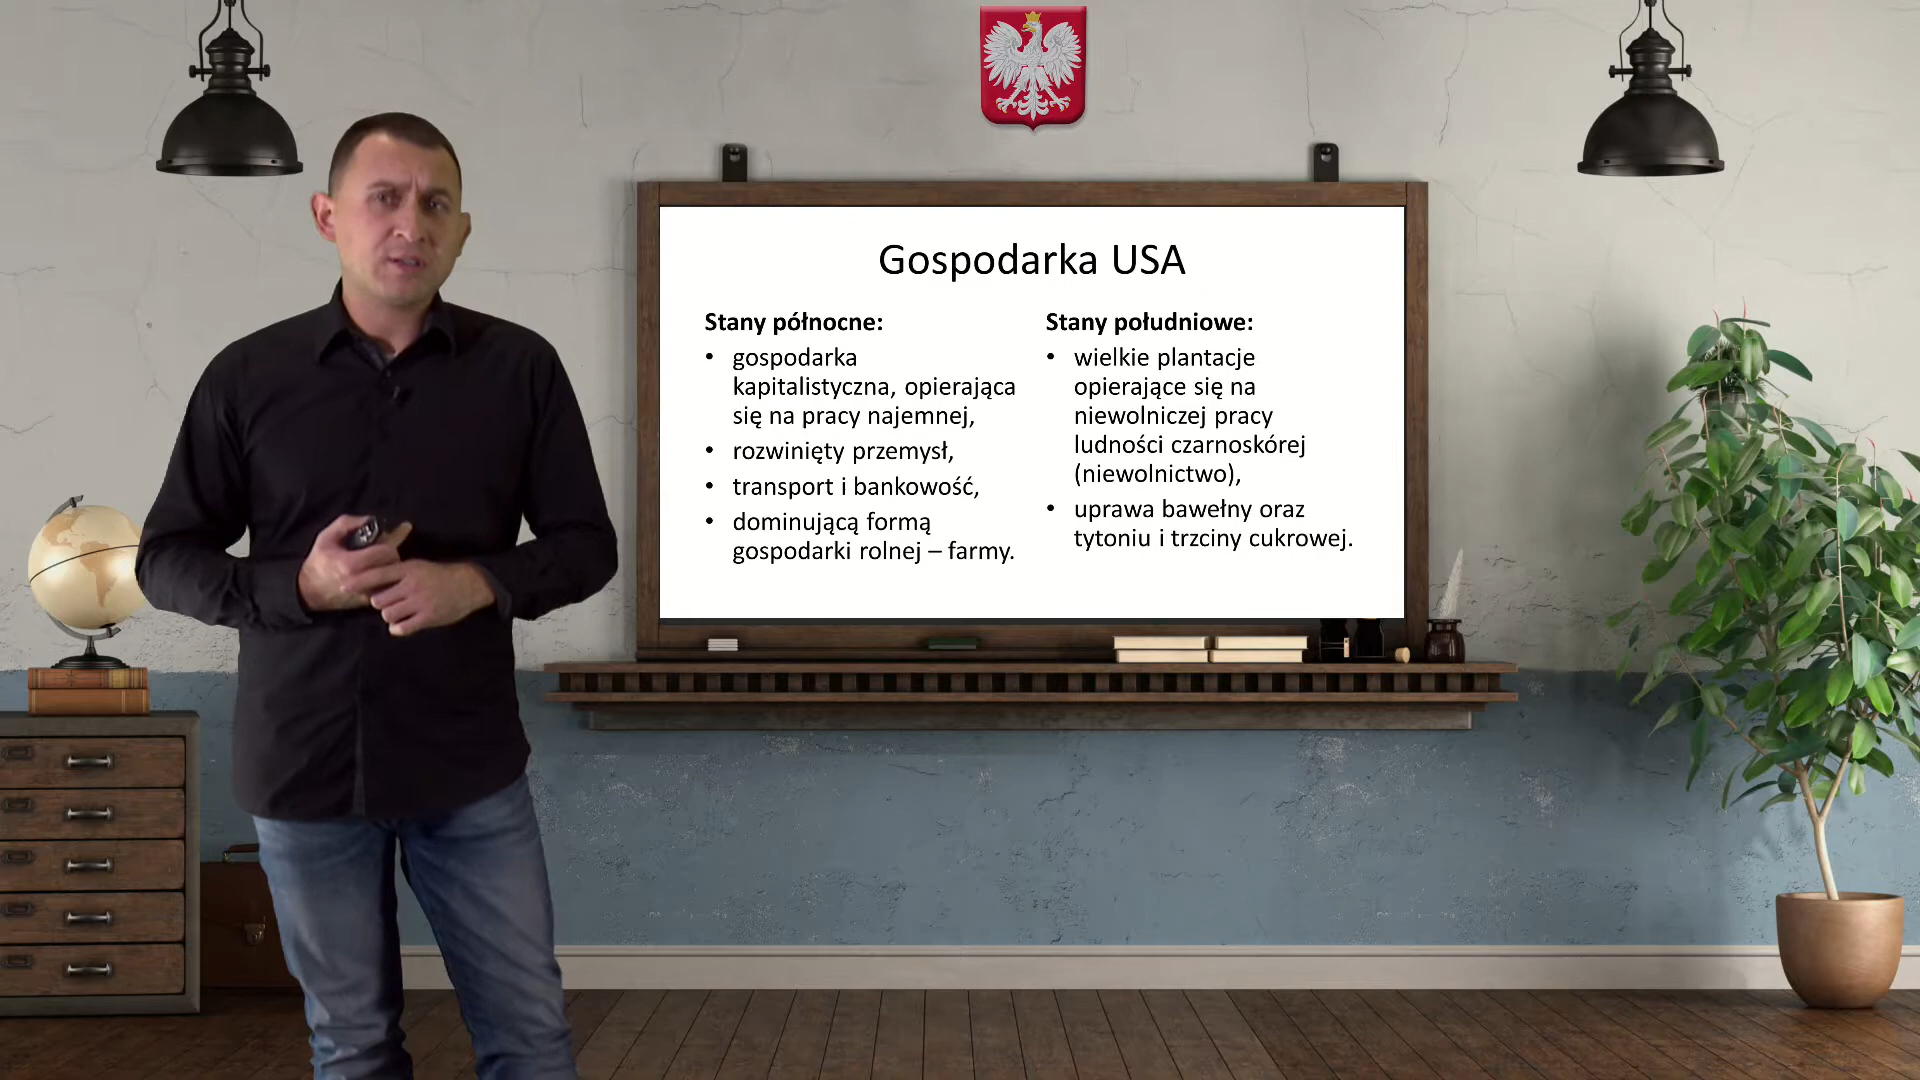 Gospodarka USA
Stany północne:
• gospodarka
kapitalistyczna, opierająca
się na pracy najemnej,
• rozwinięty przemysł,
• transport i bankowość,
• dominującą formą
gospodarki rolnej – farmy.
Stany południowe:
• wielkie plantacje
opierające się na
niewolniczej pracy
ludności czarnoskórej
(niewolnictwo),
• uprawa bawełny oraz
tytoniu i trzciny cukrowej.